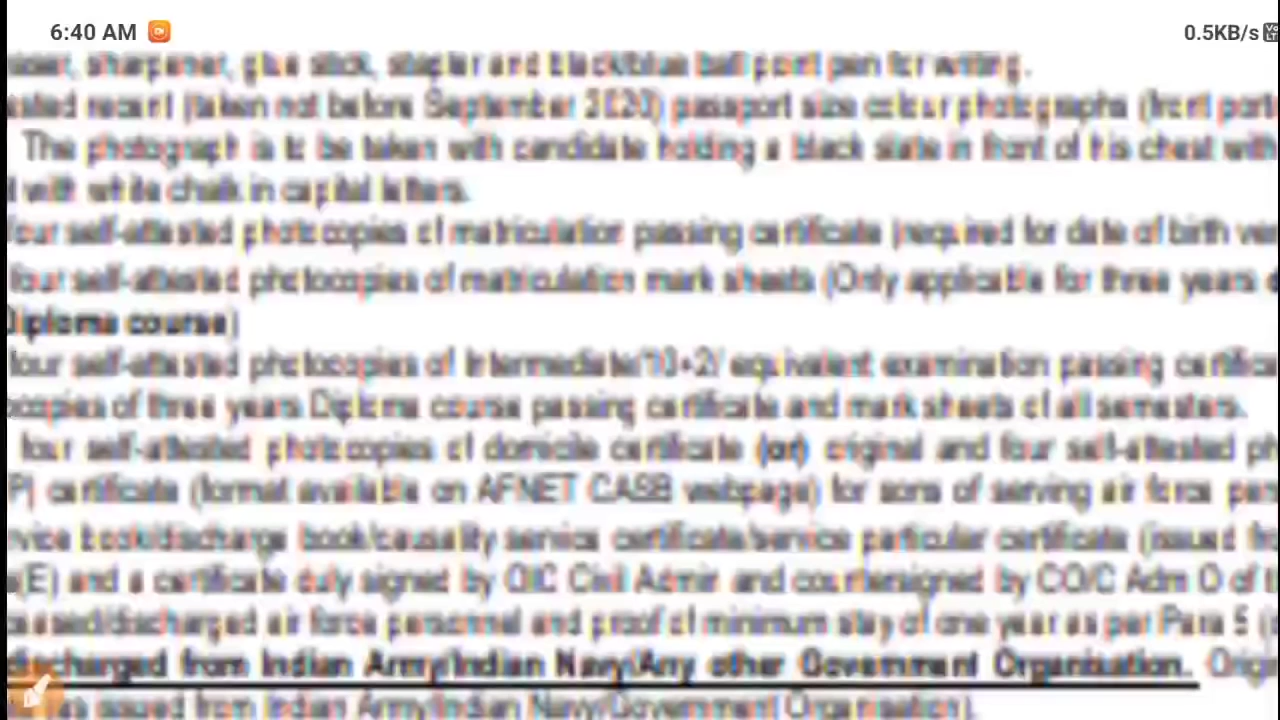 6:40 AM
0.5KB/s
sharpener, glue stick, stapler and black/blue ball point pen for writing.
recent (taken not before September 2020) passport size colour photographs (front
The photograph is to be taken with candidate holding a black slate in front of his chest with
with white chalk in capital letters.
four self-attested photocopies of matriculation passing certificate (required for date of birth
four self-attested photocopies of matriculation mark sheets (Only applicable for three years
Diploma course)
four self-attested photocopies of Intermediate/10+2/ equivalent examination passing
of three years Diploma course passing certificate and mark sheets of all semesters.
four self-attested photocopies of domicile certificate (or) original and four self-attested
certificate (format available on AFNET CASB webpage) for sons of serving air force
book/discharge book/causality service certificate/service particular certificate (issued
(E) and a certificate duly signed by OIC Civil Admin and countersigned by CO/C Adm O of
air force personnel and proof of minimum stay of one year as per Para 5
discharged from Indian Army/Indian Navy/Any other Government Organisation.
issued from Indian Army/Indian Navy/Government Organisation).